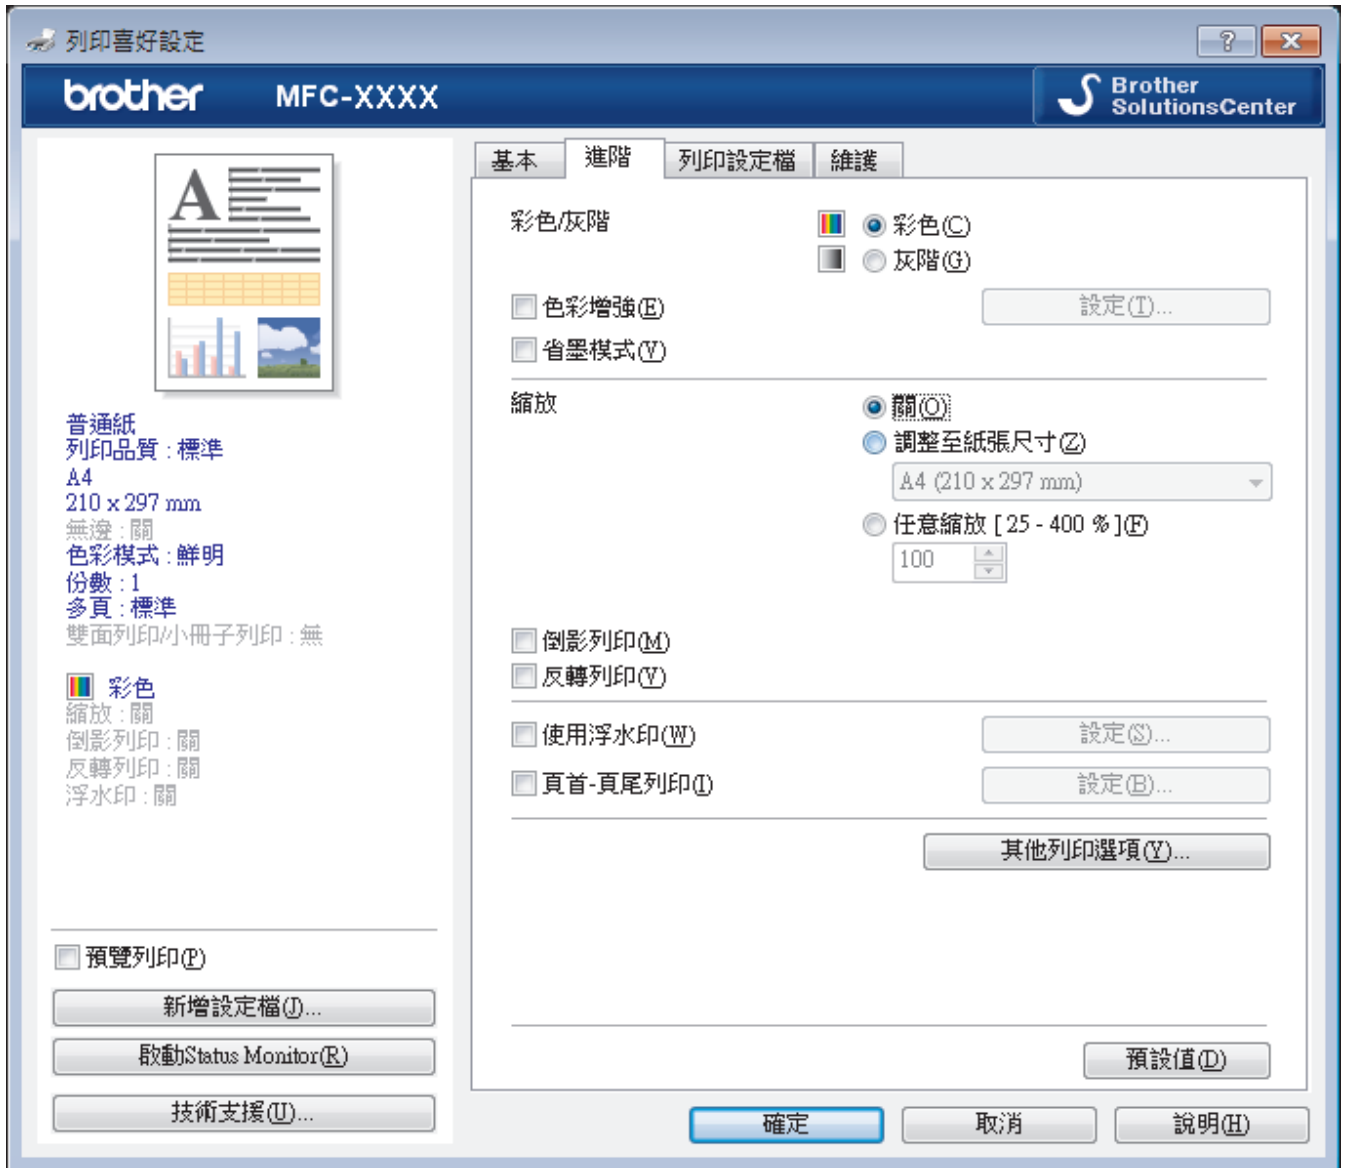 列印喜好設定
brother MFC-XXXX
Brother
SolutionsCenter
A
普通紙
列印品質 : 標準
A4
210 x 297 mm
無邊 : 關
色彩模式 : 鮮明
份數 : 1
多頁 : 標準
雙面列印/小冊子列印 : 無
彩色
縮放 : 關
倒影列印 : 關
反轉列印 : 關
浮水印 : 關
預覽列印(P)
新增設定檔(J)...
啟動Status Monitor(R)
技術支援(U)...
基本 進階 列印設定檔 維護
彩色/灰階
彩色(C)
灰階(G)
色彩增強(E) 設定(T)...
省墨模式(Y)
縮放
關(O)
調整至紙張尺寸(Z)
A4 (210 x 297 mm)
任意縮放 [ 25 - 400 % ](F)
100
倒影列印(M)
反轉列印(V)
使用浮水印(W) 設定(S)...
頁首-頁尾列印(I) 設定(B)...
其他列印選項(Y)...
預設值(D)
確定 取消 說明(H)